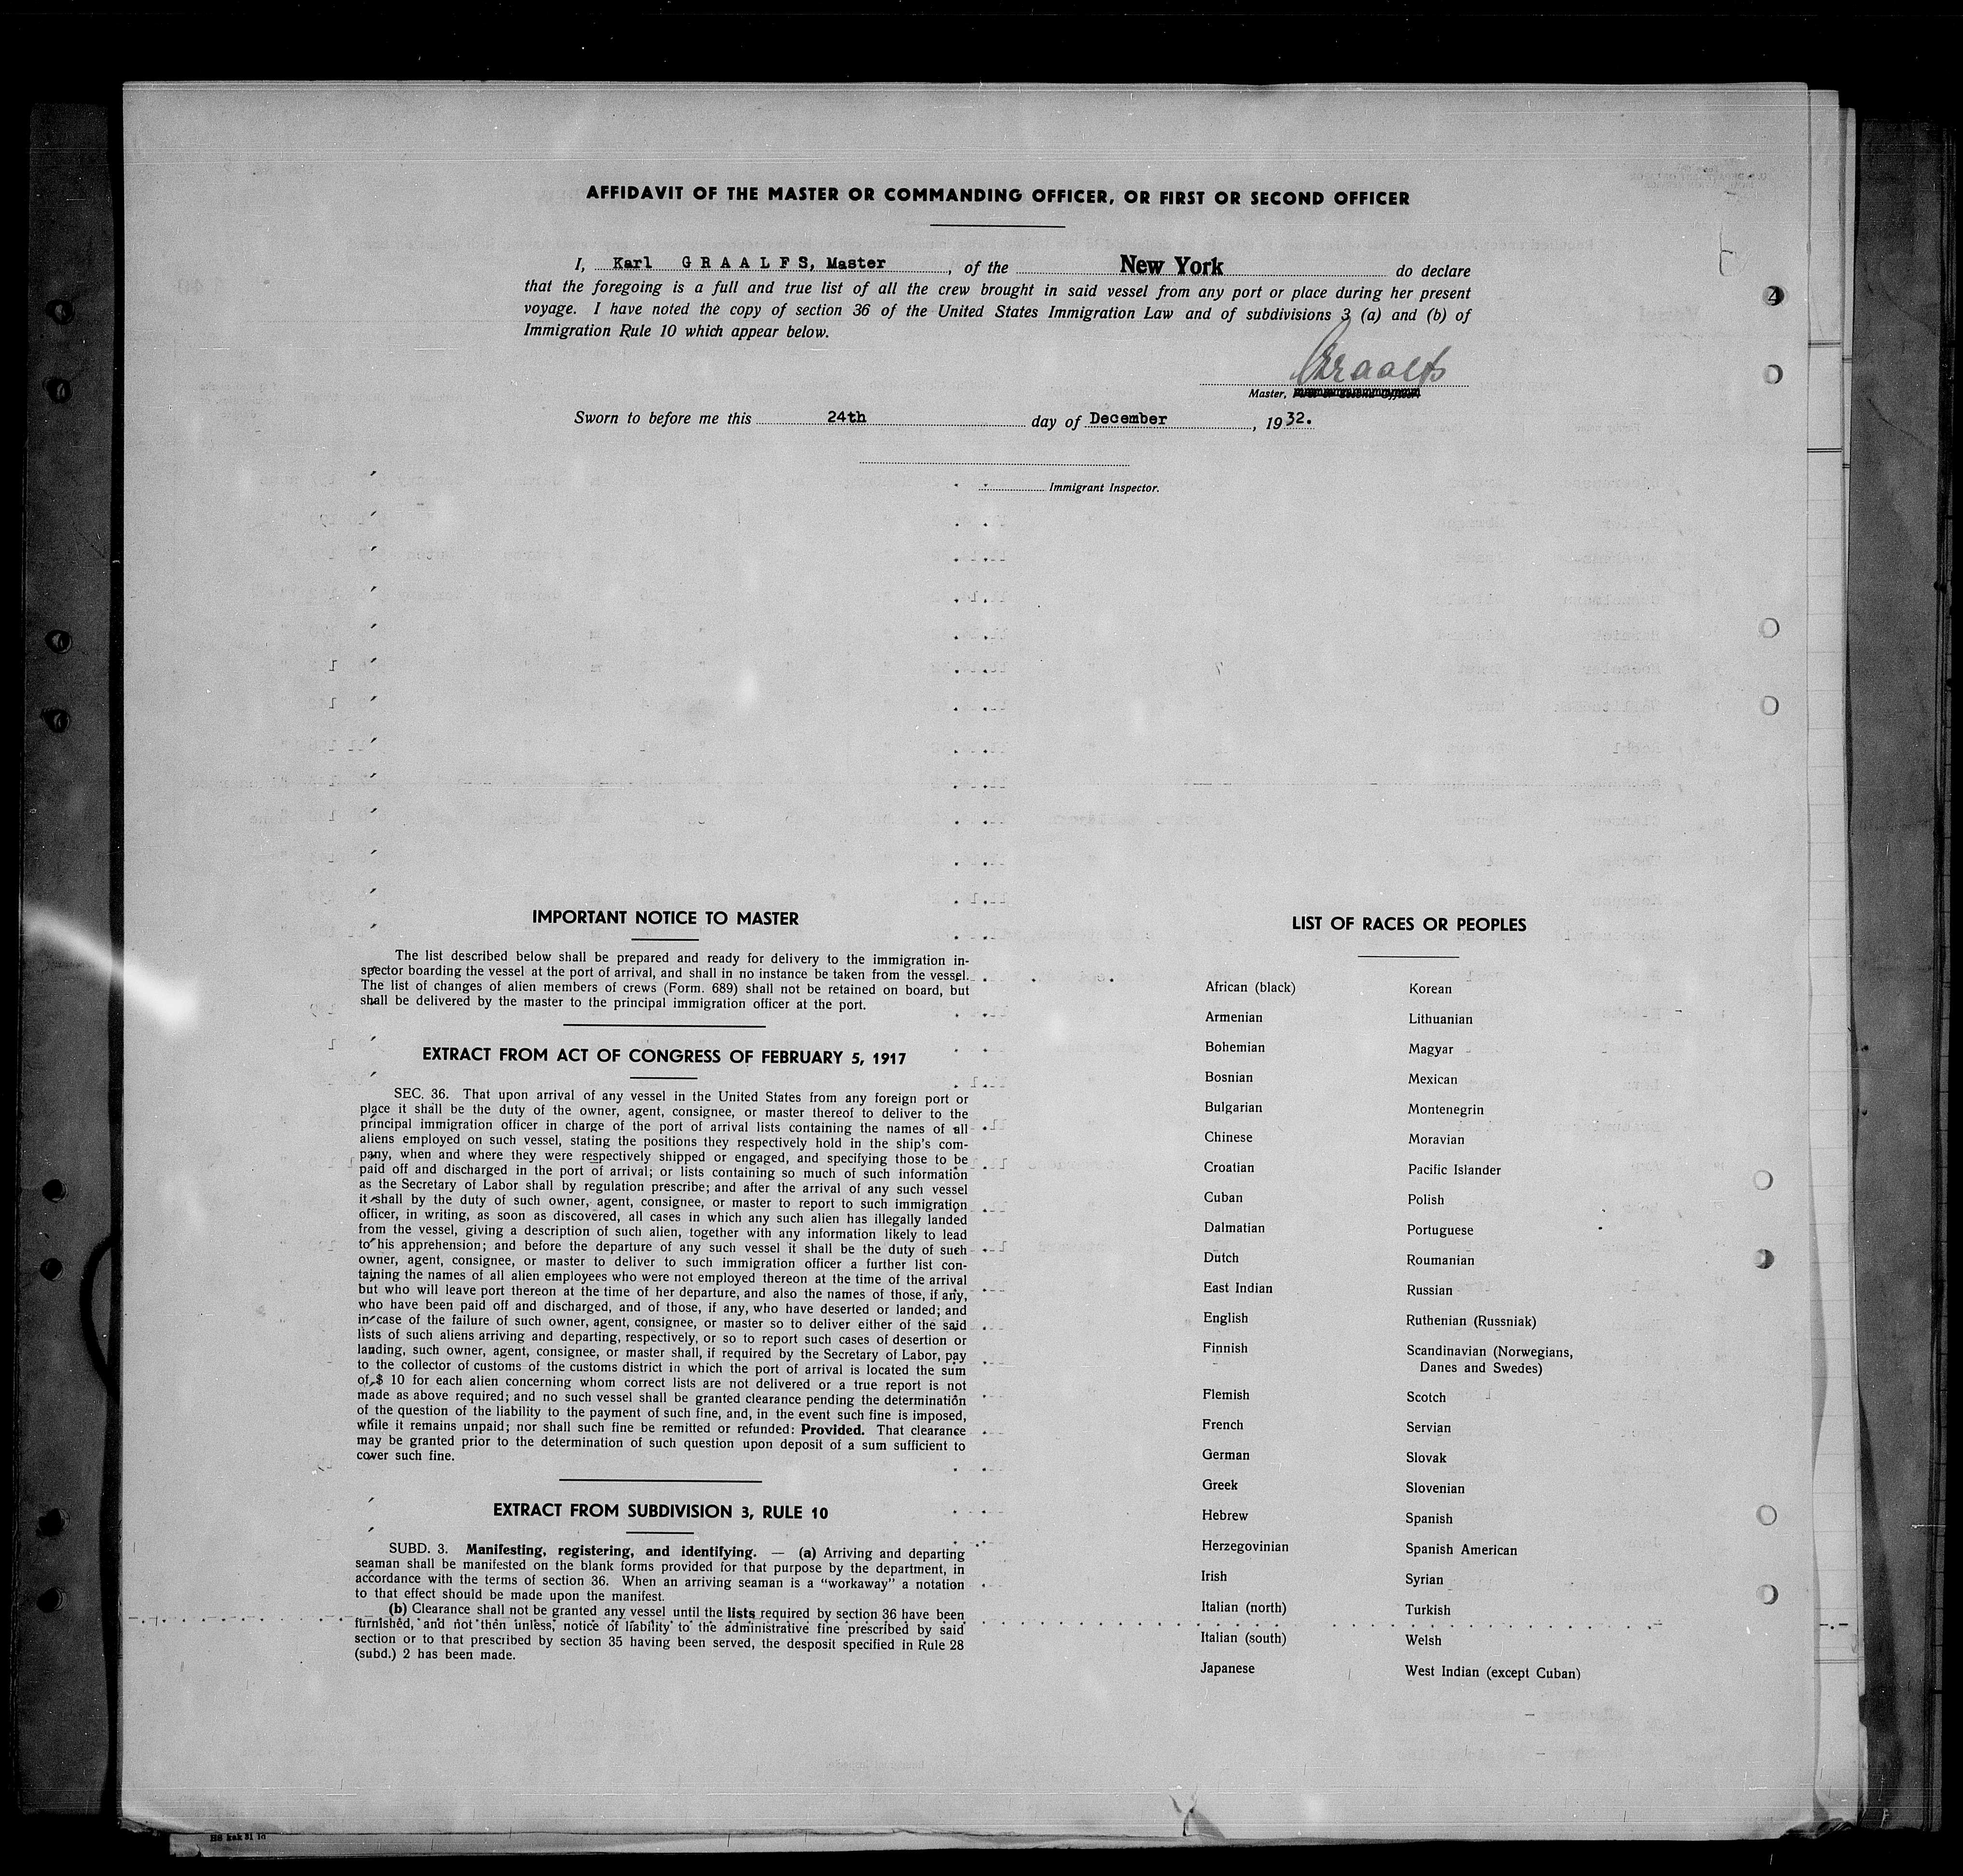 AFFIDAVIT OF THE MASTER OR COMMANDING OFFICER, OR FIRST OR SECOND OFFICER
I, Karl G R A A L F S, Master, of the New York do declare
that the foregoing is a full and true list of all the crew brought in said vessel from any port or place during her present
voyage. I have noted the copy of section 36 of the United States Immigration Law and of subdivisions 3 (a) and (b) of
Immigration Rule 10 which appear below.
Graalfs
Master,
Sworn to before me this 24th day of December, 1932.
Immigrant Inspector.
IMPORTANT NOTICE TO MASTER
The list described below shall be prepared and ready for delivery to the immigration in-
spector boarding the vessel at the port of arrival, and shall in no instance be taken from the vessel.
The list of changes of alien members of crews (Form. 689) shall not be retained on board, but
shall be delivered by the master to the principal immigration officer at the port.
EXTRACT FROM ACT OF CONGRESS OF FEBRUARY 5, 1917
SEC. 36. That upon arrival of any vessel in the United States from any foreign port or
place it shall be the duty of the owner, agent, consignee, or master thereof to deliver to the
principal immigration officer in charge of the port of arrival lists containing the names of all
aliens employed on such vessel, stating the positions they respectively hold in the ship's com-
pany, when and where they were respectively shipped or engaged, and specifying those to be
paid off and discharged in the port of arrival; or lists containing so much of such information
as the Secretary of Labor shall by regulation prescribe; and after the arrival of any such vessel
it shall by the duty of such owner, agent, consignee, or master to report to such immigration
officer, in writing, as soon as discovered, all cases in which any such alien has illegally landed
from the vessel, giving a description of such alien, together with any information likely to lead
to his apprehension; and before the departure of any such vessel it shall be the duty of such
owner, agent, consignee, or master to deliver to such immigration officer a further list con-
taining the names of all alien employees who were not employed thereon at the time of the arrival
but who will leave port thereon at the time of her departure, and also the names of those, if any,
who have been paid off and discharged, and of those, if any, who have deserted or landed; and
in case of the failure of such owner, agent, consignee, or master so to deliver either of the said
lists of such aliens arriving and departing, respectively, or so to report such cases of desertion or
landing, such owner, agent, consignee, or master shall, if required by the Secretary of Labor, pay
to the collector of customs of the customs district in which the port of arrival is located the sum
of $ 10 for each alien concerning whom correct lists are not delivered or a true report is not
made as above required; and no such vessel shall be granted clearance pending the determination
of the question of the liability to the payment of such fine, and, in the event such fine is imposed,
while it remains unpaid; nor shall such fine be remitted or refunded: Provided. That clearance
may be granted prior to the determination of such question upon deposit of a sum sufficient to
cover such fine.
EXTRACT FROM SUBDIVISION 3, RULE 10
SUBD. 3. Manifesting, registering, and identifying. — (a) Arriving and departing
seaman shall be manifested on the blank forms provided for that purpose by the department, in
accordance with the terms of section 36. When an arriving seaman is a “workaway” a notation
to that effect should be made upon the manifest.
(b) Clearance shall not be granted any vessel until the lists required by section 36 have been
furnished, and not then unless, notice of liability to the administrative fine prescribed by said
section or to that prescribed by section 35 having been served, the desposit specified in Rule 28
(subd.) 2 has been made.
LIST OF RACES OR PEOPLES
African (black)
Armenian
Bohemian
Bosnian
Bulgarian
Chinese
Croatian
Cuban
Dalmatian
Dutch
East Indian
English
Finnish
Flemish
French
German
Greek
Hebrew
Herzegovinian
Irish
Italian (north)
Italian (south)
Japanese
Korean
Lithuanian
Magyar
Mexican
Montenegrin
Moravian
Pacific Islander
Polish
Portuguese
Roumanian
Russian
Ruthenian (Russniak)
Scandinavian (Norwegians,
Danes and Swedes)
Scotch
Servian
Slovak
Slovenian
Spanish
Spanish American
Syrian
Turkish
Welsh
West Indian (except Cuban)